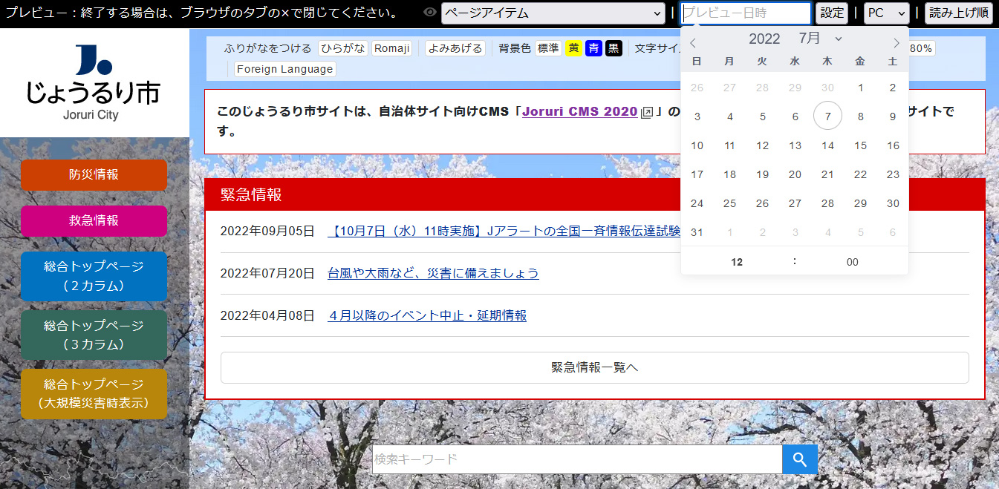 プレビュー：終了する場合は、ブラウザのタブの×で閉じてください。 ページアイテム | プレビュー日時 設定 | PC | 読み上げ順
じょうるり市
Joruri City
防災情報
救急情報
総合トップページ
（２カラム）
総合トップページ
（３カラム）
総合トップページ
（大規模災害時表示）
ふりがなをつける ひらがな Romaji よみあげる 背景色 標準 黄 青 黒 文字サイ 80%
Foreign Language
このじょうるり市サイトは、自治体サイト向けCMS「Joruri CMS 2020」の サイトで
す。
緊急情報
2022年09月05日 【10月7日（水）11時実施】Jアラートの全国一斉情報伝達試験
2022年07月20日 台風や大雨など、災害に備えましょう
2022年04月08日 ４月以降のイベント中止・延期情報
緊急情報一覧へ
検索キーワード
2022 7月
日 月 火 水 木 金 土
26 27 28 29 30 1 2
3 4 5 6 7 8 9
10 11 12 13 14 15 16
17 18 19 20 21 22 23
24 25 26 27 28 29 30
31 1 2 3 4 5 6
12 : 00